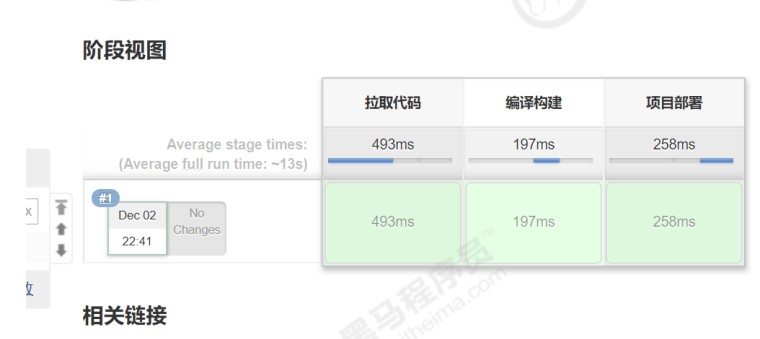 阶段视图
拉取代码 编译构建 项目部署
Average stage times: 493ms 197ms 258ms
(Average full run time: ~13s)
#1
Dec 02 No
Changes
22:41
493ms 197ms 258ms
x
相关链接
黑马程序员™
itheima.com